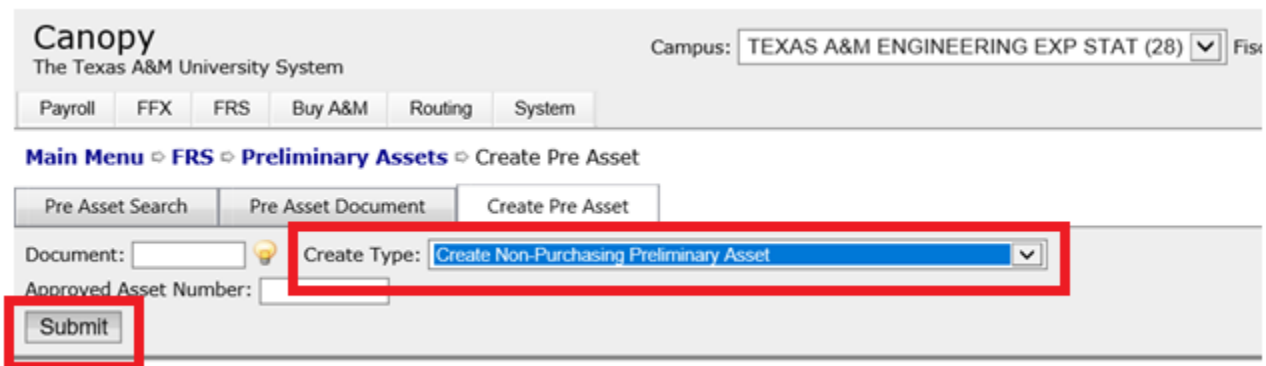 Canopy
The Texas A&M University System
Campus: TEXAS A&M ENGINEERING EXP STAT (28)
Payroll FFX FRS Buy A&M Routing System
Main Menu ⇨ FRS ⇨ Preliminary Assets ⇨ Create Pre Asset
Pre Asset Search Pre Asset Document Create Pre Asset
Document: Create Type: Create Non-Purchasing Preliminary Asset
Approved Asset Number:
Submit